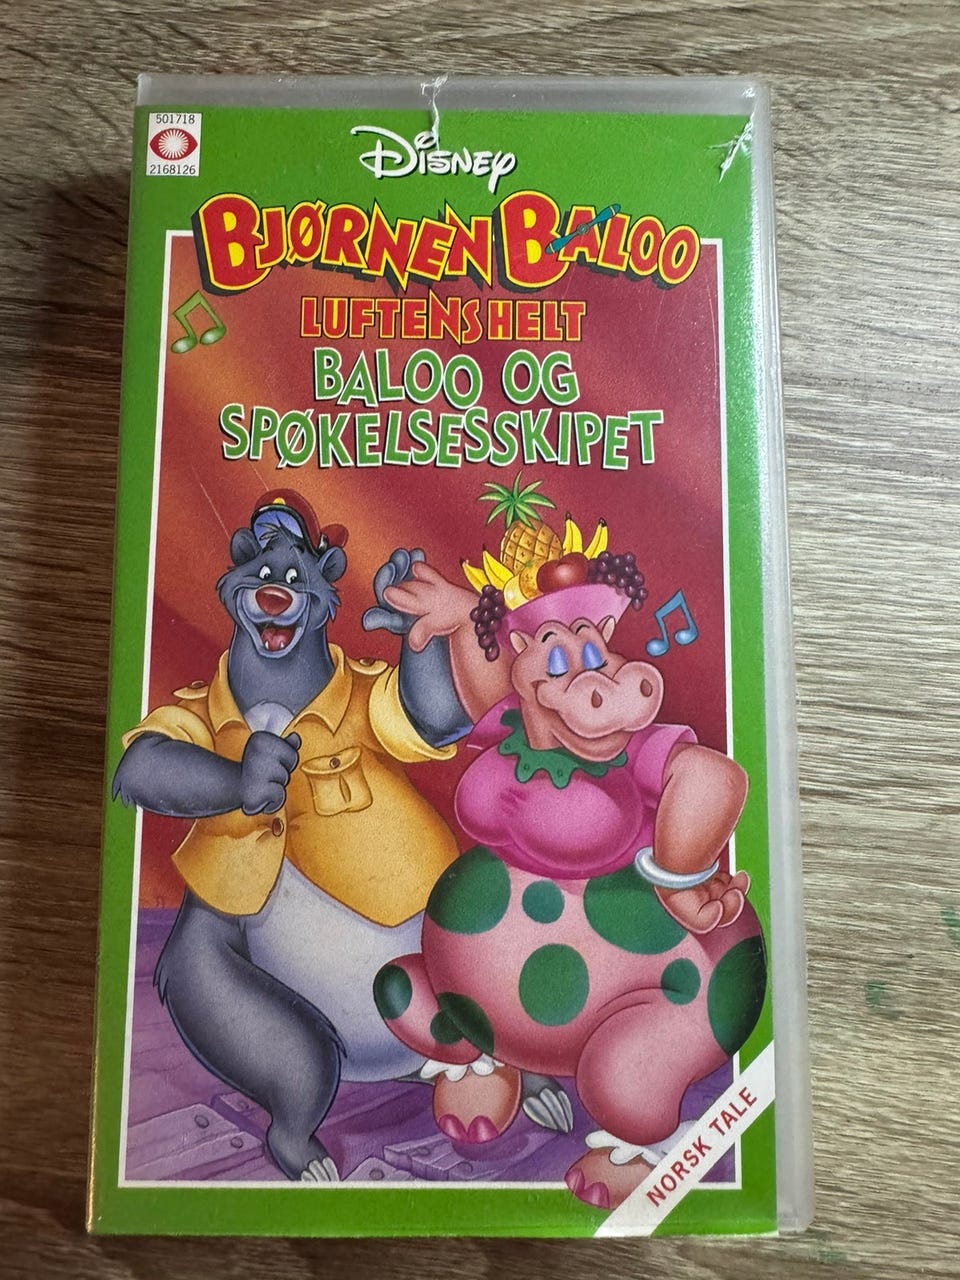 501718
2168126
Disney
BJØRNEN BALOO
LUFTENS HELT
BALOO OG
SPØKELSESSKIPET
NORSK TALE